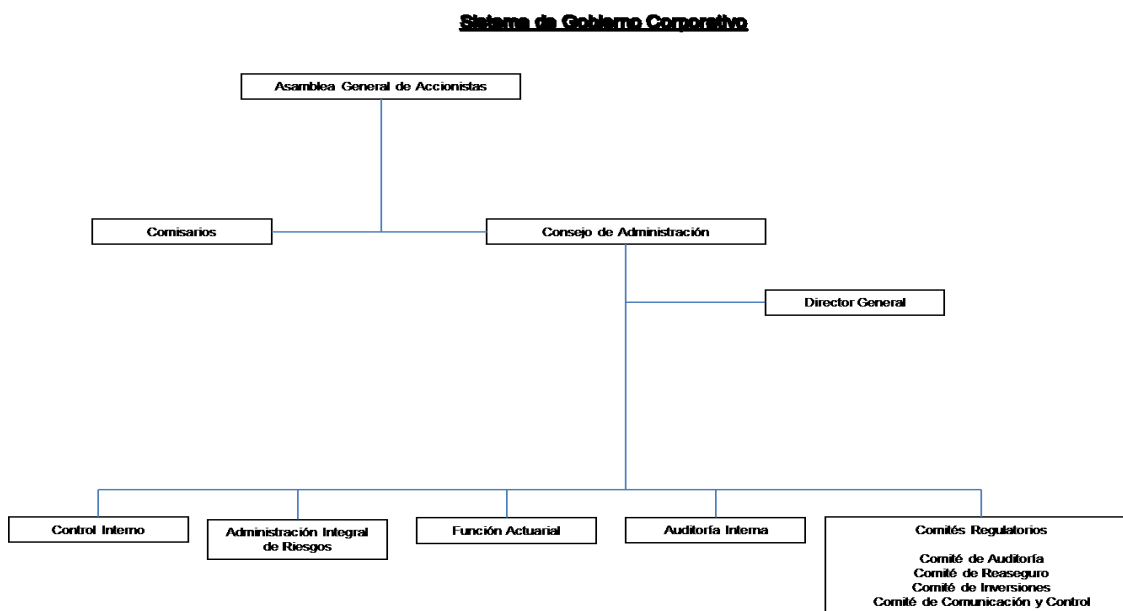 Sistema de Gobierno Corporativo
Asamblea General de Accionistas
Comisarios
Consejo de Administración
Director General
Control Interno
Administración Integral
de Riesgos
Función Actuarial
Auditoría Interna
Comités Regulatorios
Comité de Auditoría
Comité de Reaseguro
Comité de Inversiones
Comité de Comunicación y Control